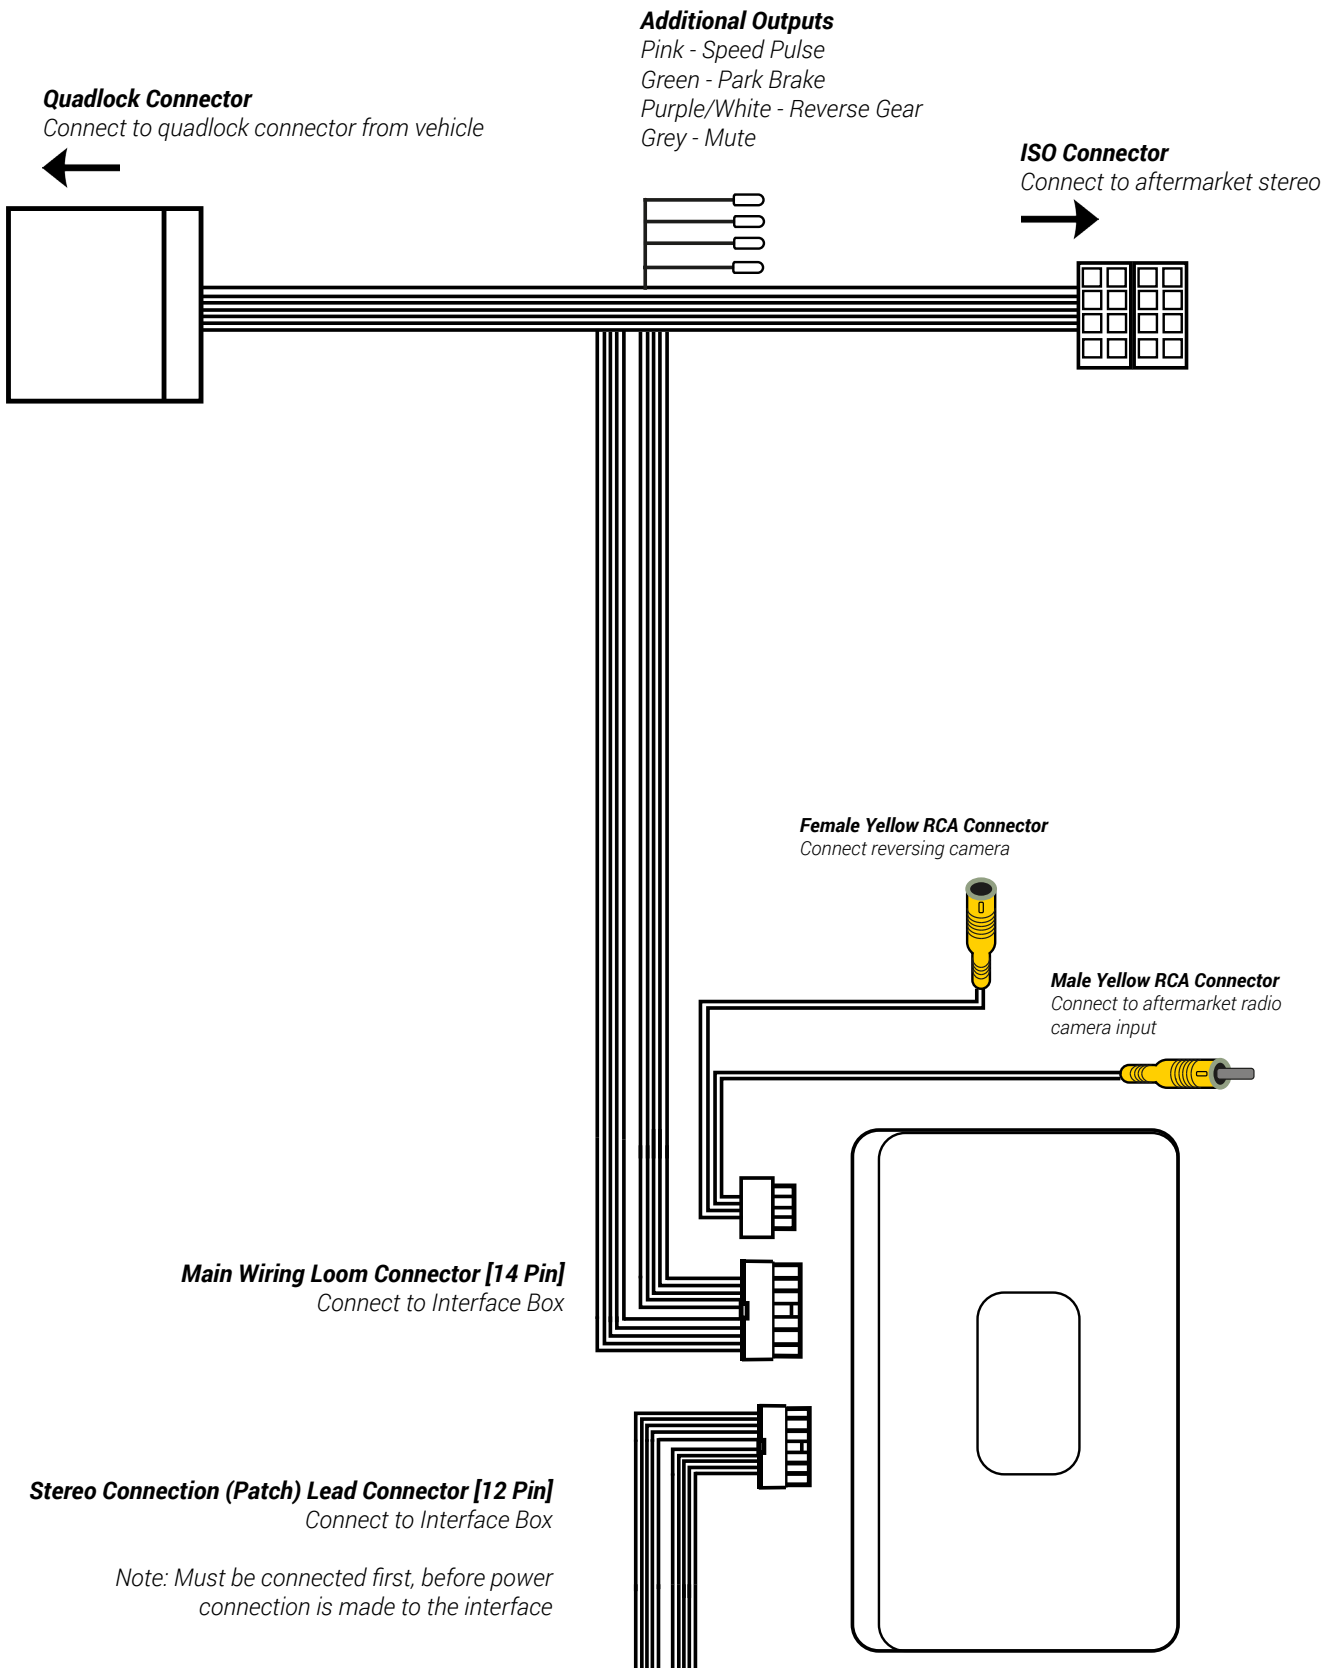 Additional Outputs
Pink - Speed Pulse
Green - Park Brake
Purple/White - Reverse Gear
Grey - Mute
Quadlock Connector
Connect to quadlock connector from vehicle
ISO Connector
Connect to aftermarket stereo
Female Yellow RCA Connector
Connect reversing camera
Male Yellow RCA Connector
Connect to aftermarket radio
camera input
Main Wiring Loom Connector [14 Pin]
Connect to Interface Box
Stereo Connection (Patch) Lead Connector [12 Pin]
Connect to Interface Box
Note: Must be connected first, before power
connection is made to the interface